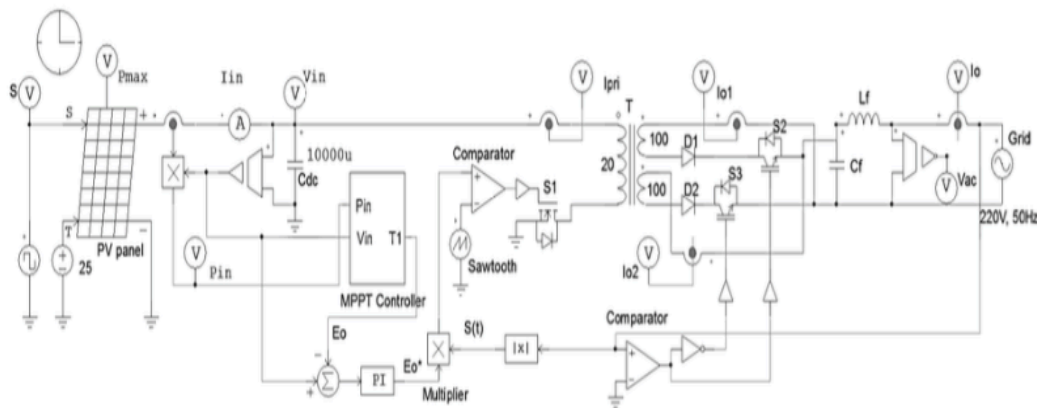 S V
V Pmax
Iin
A
V Vin
V Ipri
T
V Io1
S2
Lf
V Io
Grid
S
+
10000u
Cdc
Comparator
S1
20
100
100
D1
D2
S3
Cf
V
Vac
220V, 50Hz
T
-
PV panel
25
V
Pin
Pin
Vin
T1
MPPT Controller
Sawtooth
V
Io2
Eo
Σ
PI
Eo*
Multiplier
S(t)
|x|
Comparator